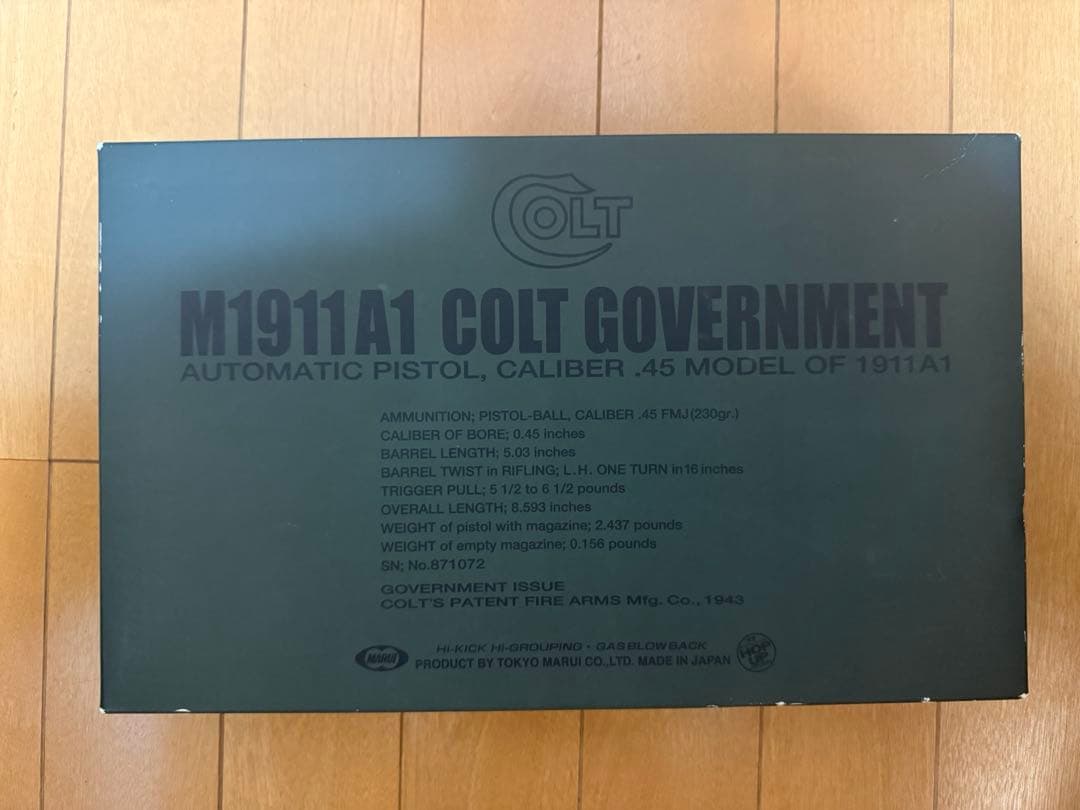 COLT
M1911A1 COLT GOVERNMENT
AUTOMATIC PISTOL, CALIBER .45 MODEL OF 1911A1
AMMUNITION; PISTOL-BALL, CALIBER .45 FMJ(230gr.)
CALIBER OF BORE; 0.45 inches
BARREL LENGTH; 5.03 inches
BARREL TWIST in RIFLING; L.H. ONE TURN in 16 inches
TRIGGER PULL; 5 1/2 to 6 1/2 pounds
OVERALL LENGTH; 8.593 inches
WEIGHT of pistol with magazine; 2.437 pounds
WEIGHT of empty magazine; 0.156 pounds
SN; No.871072
GOVERNMENT ISSUE
COLT'S PATENT FIRE ARMS Mfg. Co., 1943
HI-KICK HI-GROUPING・GAS BLOW BACK
MARUI PRODUCT BY TOKYO MARUI CO.,LTD. MADE IN JAPAN
HOP UP